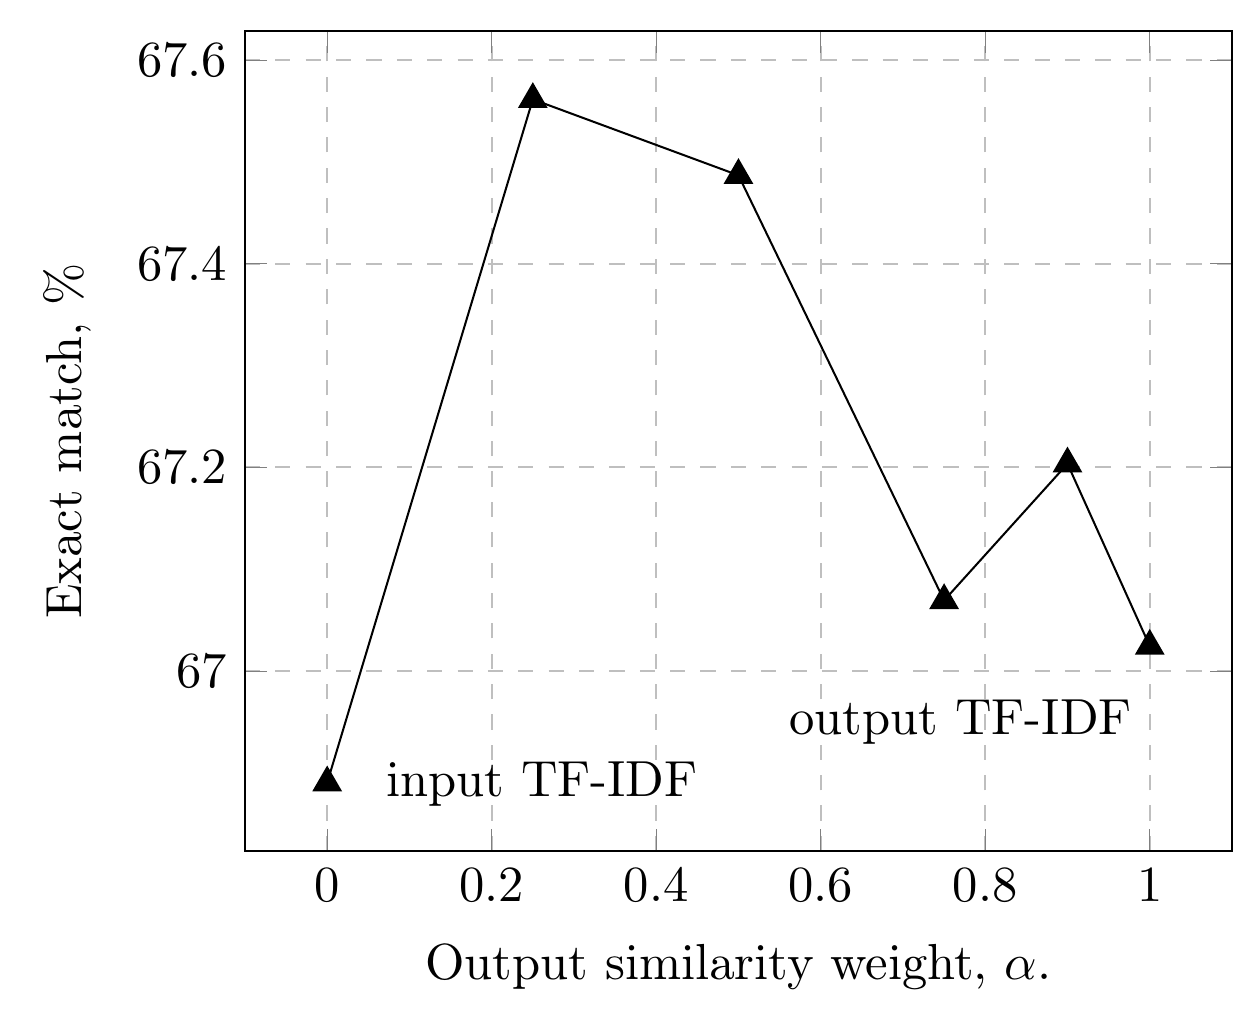 67.6
67.4
67.2
67
Exact match, %
output TF-IDF
input TF-IDF
0 0.2 0.4 0.6 0.8 1
Output similarity weight, α.